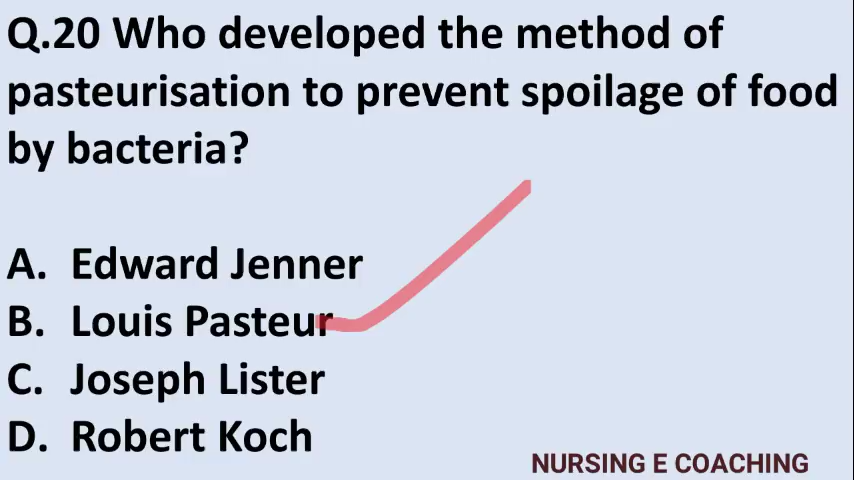 Q.20 Who developed the method of
pasteurisation to prevent spoilage of food
by bacteria?
A. Edward Jenner
B. Louis Pasteur
C. Joseph Lister
D. Robert Koch
NURSING E COACHING